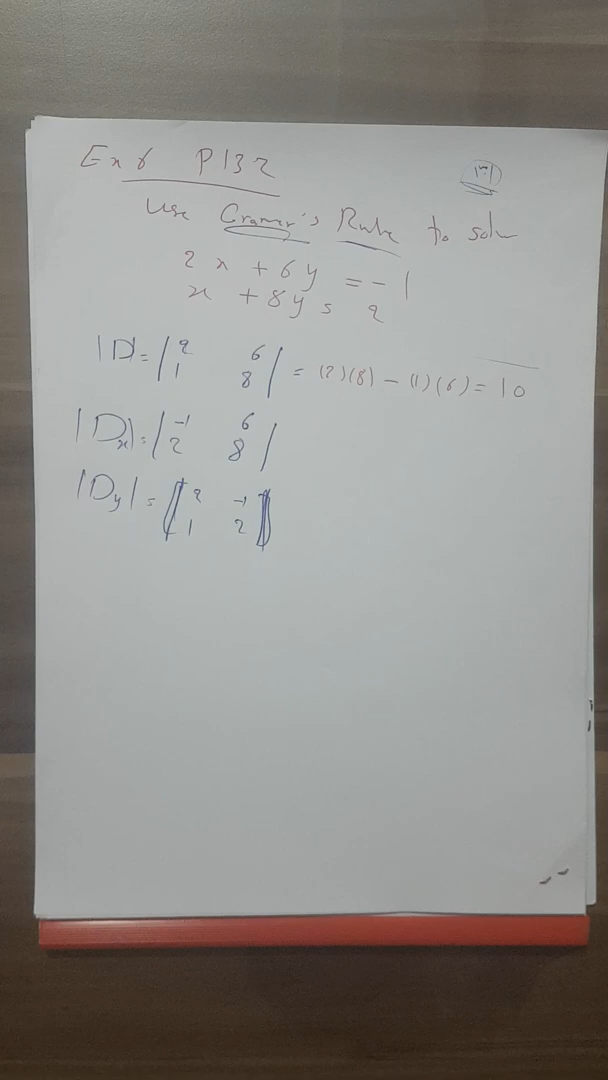 Ex 6 P132
Use Cramer's Rule to solve
2x + 6y = -1
x + 8y = 2
|D| = | 2 6 |
| 1 8 | = (2)(8) - (1)(6) = 10
|Dx| = | -1 6 |
| 2 8 |
|Dy| = | 2 -1 |
| 1 2 |